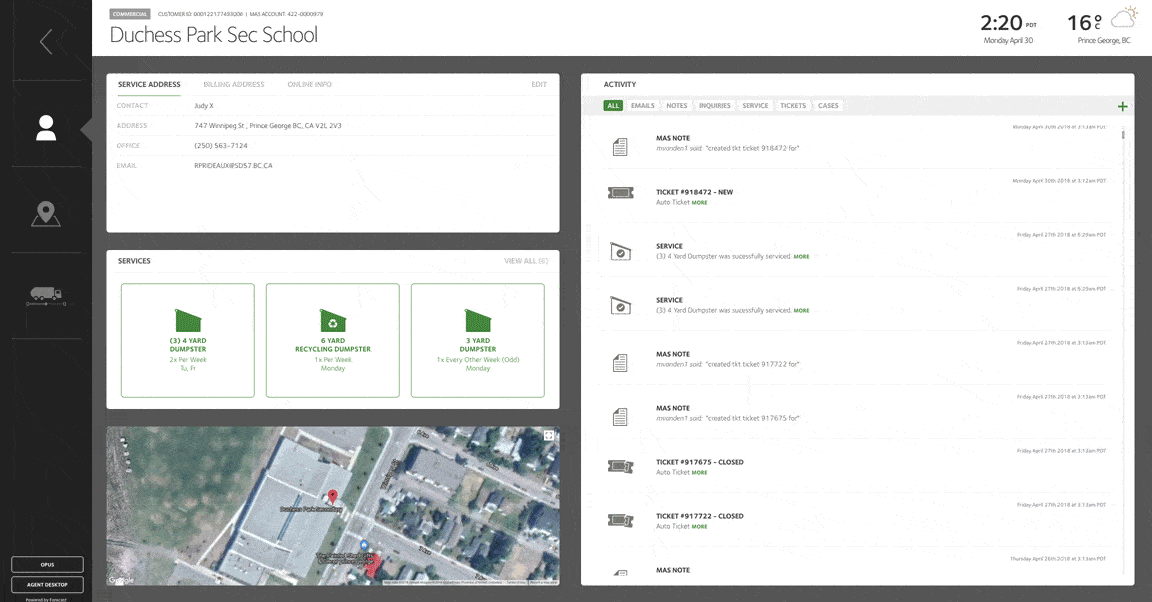 COMMERCIAL CUSTOMER ID: 000122177493006 | MAS ACCOUNT: 422-0000979
Duchess Park Sec School
2:20 PDT
Monday April 30
16° C
Prince George, BC
SERVICE ADDRESS BILLING ADDRESS ONLINE INFO EDIT
CONTACT Judy X
ADDRESS 747 Winnipeg St , Prince George BC, CA V2L 2V3
OFFICE (250) 563-7124
EMAIL RPRIDEAUX@SD57.BC.CA
SERVICES VIEW ALL (6)
(3) 4 YARD
DUMPSTER
2x Per Week
Tu, Fr
6 YARD
RECYCLING DUMPSTER
1x Per Week
Monday
3 YARD
DUMPSTER
1x Every Other Week (Odd)
Monday
Duchess Park Secondary
Google
ACTIVITY
ALL EMAILS NOTES INQUIRIES SERVICE TICKETS CASES +
Monday April 30th 2018 at 3:13am PDT
MAS NOTE
mvanden1 said: "created tkt ticket 918472 for"
Monday April 30th 2018 at 3:12am PDT
TICKET #918472 - NEW
Auto Ticket MORE
Friday April 27th 2018 at 6:29am PDT
SERVICE
(3) 4 Yard Dumpster was sucessfully serviced. MORE
Friday April 27th 2018 at 6:29am PDT
SERVICE
(3) 4 Yard Dumpster was sucessfully serviced. MORE
Friday April 27th 2018 at 3:13am PDT
MAS NOTE
mvanden1 said: "created tkt ticket 917722 for"
Friday April 27th 2018 at 3:13am PDT
MAS NOTE
mvanden1 said: "created tkt ticket 917675 for"
Friday April 27th 2018 at 3:13am PDT
TICKET #917675 - CLOSED
Auto Ticket MORE
Friday April 27th 2018 at 3:13am PDT
TICKET #917722 - CLOSED
Auto Ticket MORE
Thursday April 26th 2018 at 3:13am PDT
MAS NOTE
OPUS
AGENT DESKTOP